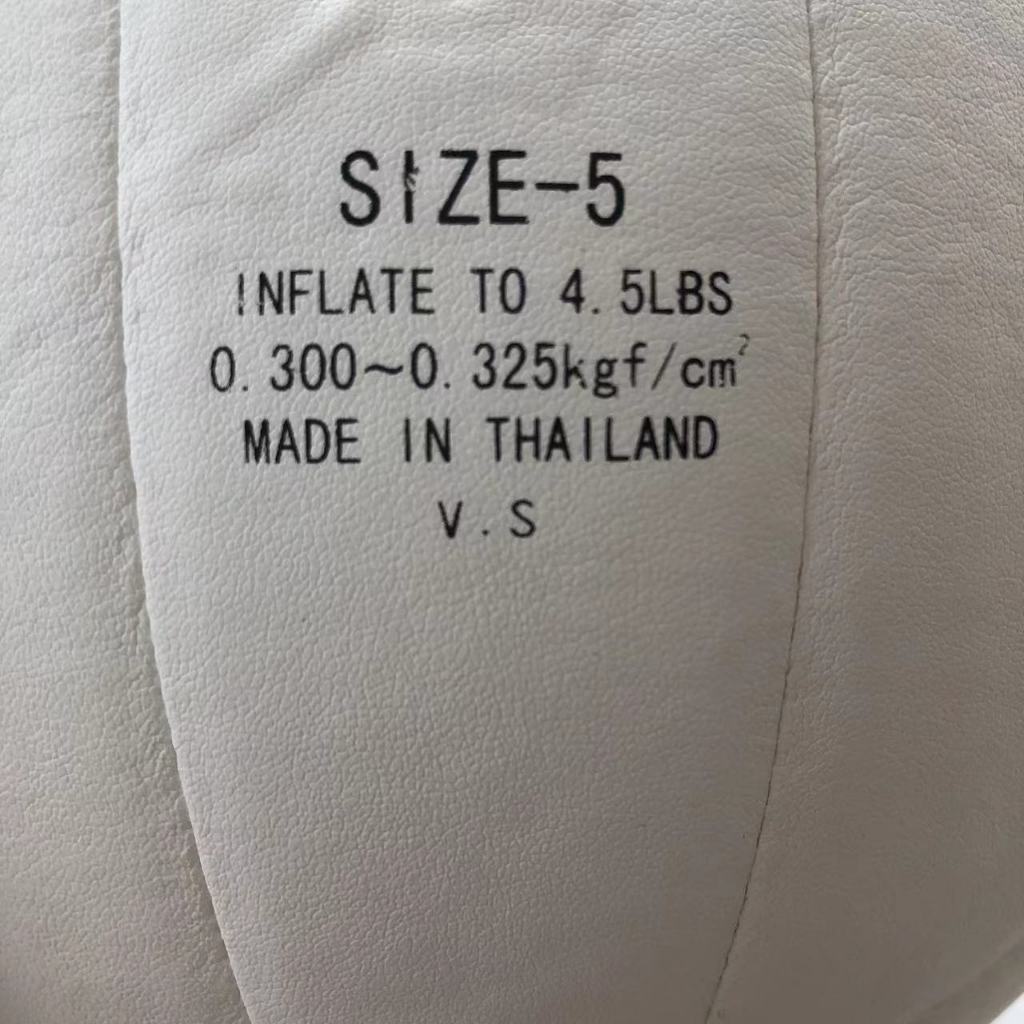 SIZE-5
INFLATE TO 4.5LBS
0.300~0.325kgf/cm²
MADE IN THAILAND
V.S